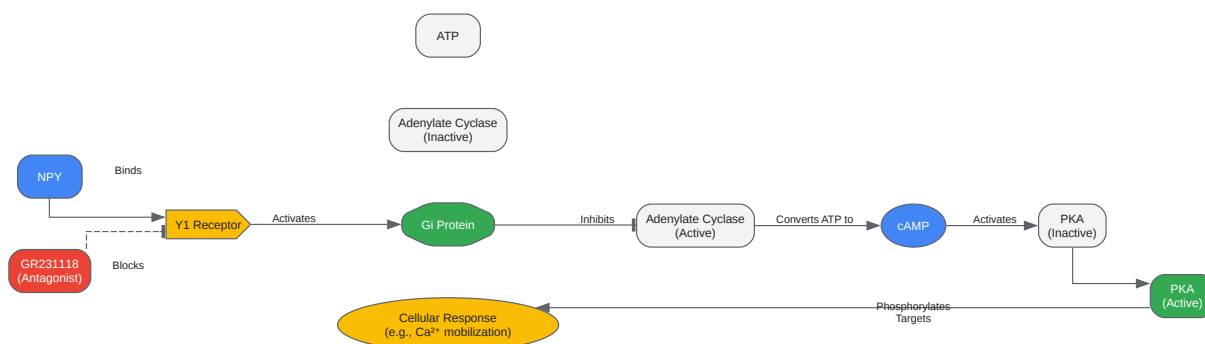 ATP
Adenylate Cyclase
(Inactive)
NPY
Binds
Y1 Receptor
Activates
Gi Protein
Inhibits
Adenylate Cyclase
(Active)
Converts ATP to
cAMP
Activates
PKA
(Inactive)
GR231118
(Antagonist)
Blocks
PKA
(Active)
Phosphorylates
Targets
Cellular Response
(e.g., Ca²⁺ mobilization)